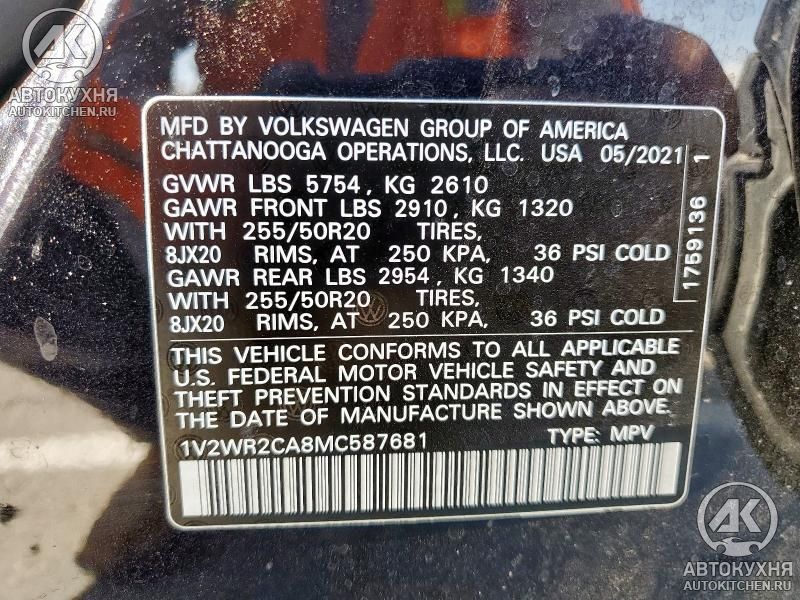 АК
АВТОКУХНЯ
AUTOKITCHEN.RU
MFD BY VOLKSWAGEN GROUP OF AMERICA
CHATTANOOGA OPERATIONS, LLC. USA 05/2021
GVWR LBS 5754, KG 2610
GAWR FRONT LBS 2910, KG 1320
WITH 255/50R20 TIRES,
8JX20 RIMS, AT 250 KPA, 36 PSI COLD
GAWR REAR LBS 2954, KG 1340
WITH 255/50R20 TIRES,
8JX20 RIMS, AT 250 KPA, 36 PSI COLD
1759136 1
THIS VEHICLE CONFORMS TO ALL APPLICABLE
U.S. FEDERAL MOTOR VEHICLE SAFETY AND
THEFT PREVENTION STANDARDS IN EFFECT ON
THE DATE OF MANUFACTURE SHOWN ABOVE.
1V2WR2CA8MC587681 TYPE: MPV
АК
АВТОКУХНЯ
AUTOKITCHEN.RU